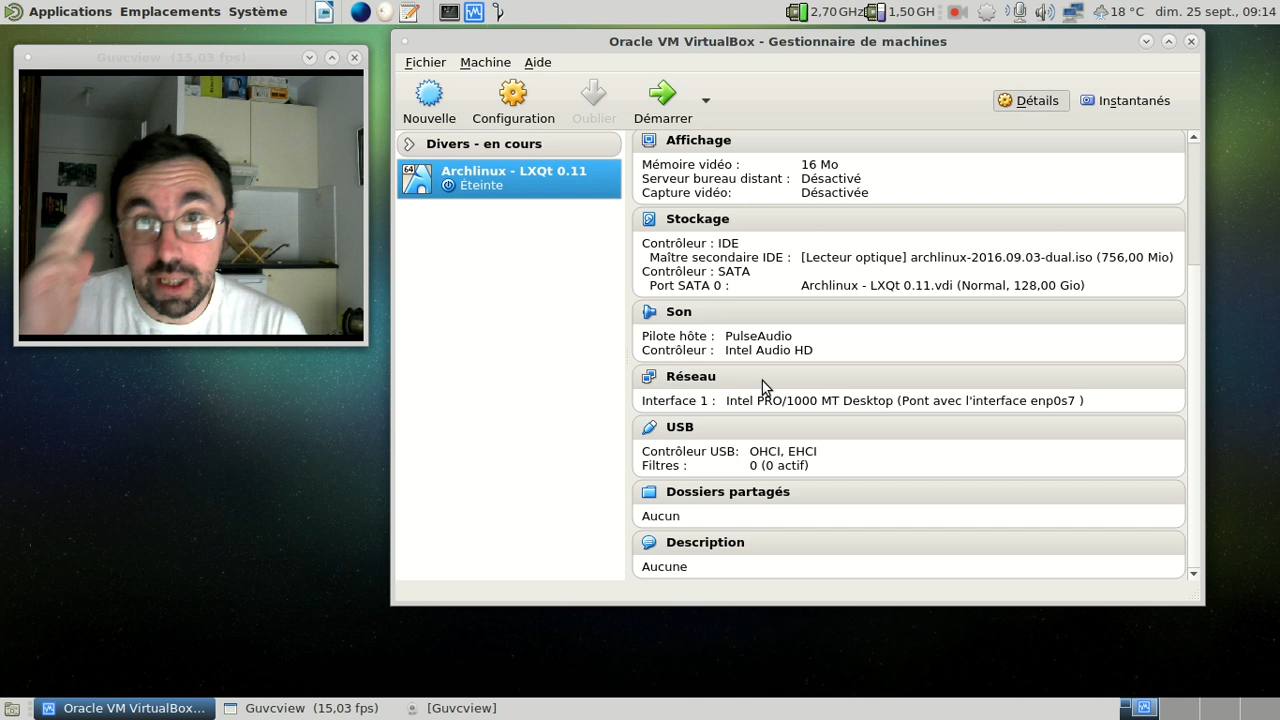 Applications Emplacements Système
2,70 GHz 1,50 GH 18 °C dim. 25 sept., 09:14
Guvcview (15,03 fps)
Oracle VM VirtualBox - Gestionnaire de machines
Fichier Machine Aide
Nouvelle Configuration Oublier Démarrer Détails Instantanés
Divers - en cours
64 Archlinux - LXQt 0.11
Éteinte
Affichage
Mémoire vidéo : 16 Mo
Serveur bureau distant : Désactivé
Capture vidéo: Désactivée
Stockage
Contrôleur : IDE
Maître secondaire IDE : [Lecteur optique] archlinux-2016.09.03-dual.iso (756,00 Mio)
Contrôleur : SATA
Port SATA 0 : Archlinux - LXQt 0.11.vdi (Normal, 128,00 Gio)
Son
Pilote hôte : PulseAudio
Contrôleur : Intel Audio HD
Réseau
Interface 1 : Intel PRO/1000 MT Desktop (Pont avec l'interface enp0s7 )
USB
Contrôleur USB: OHCI, EHCI
Filtres : 0 (0 actif)
Dossiers partagés
Aucun
Description
Aucune
Oracle VM VirtualBox... Guvcview (15,03 fps) [Guvcview]